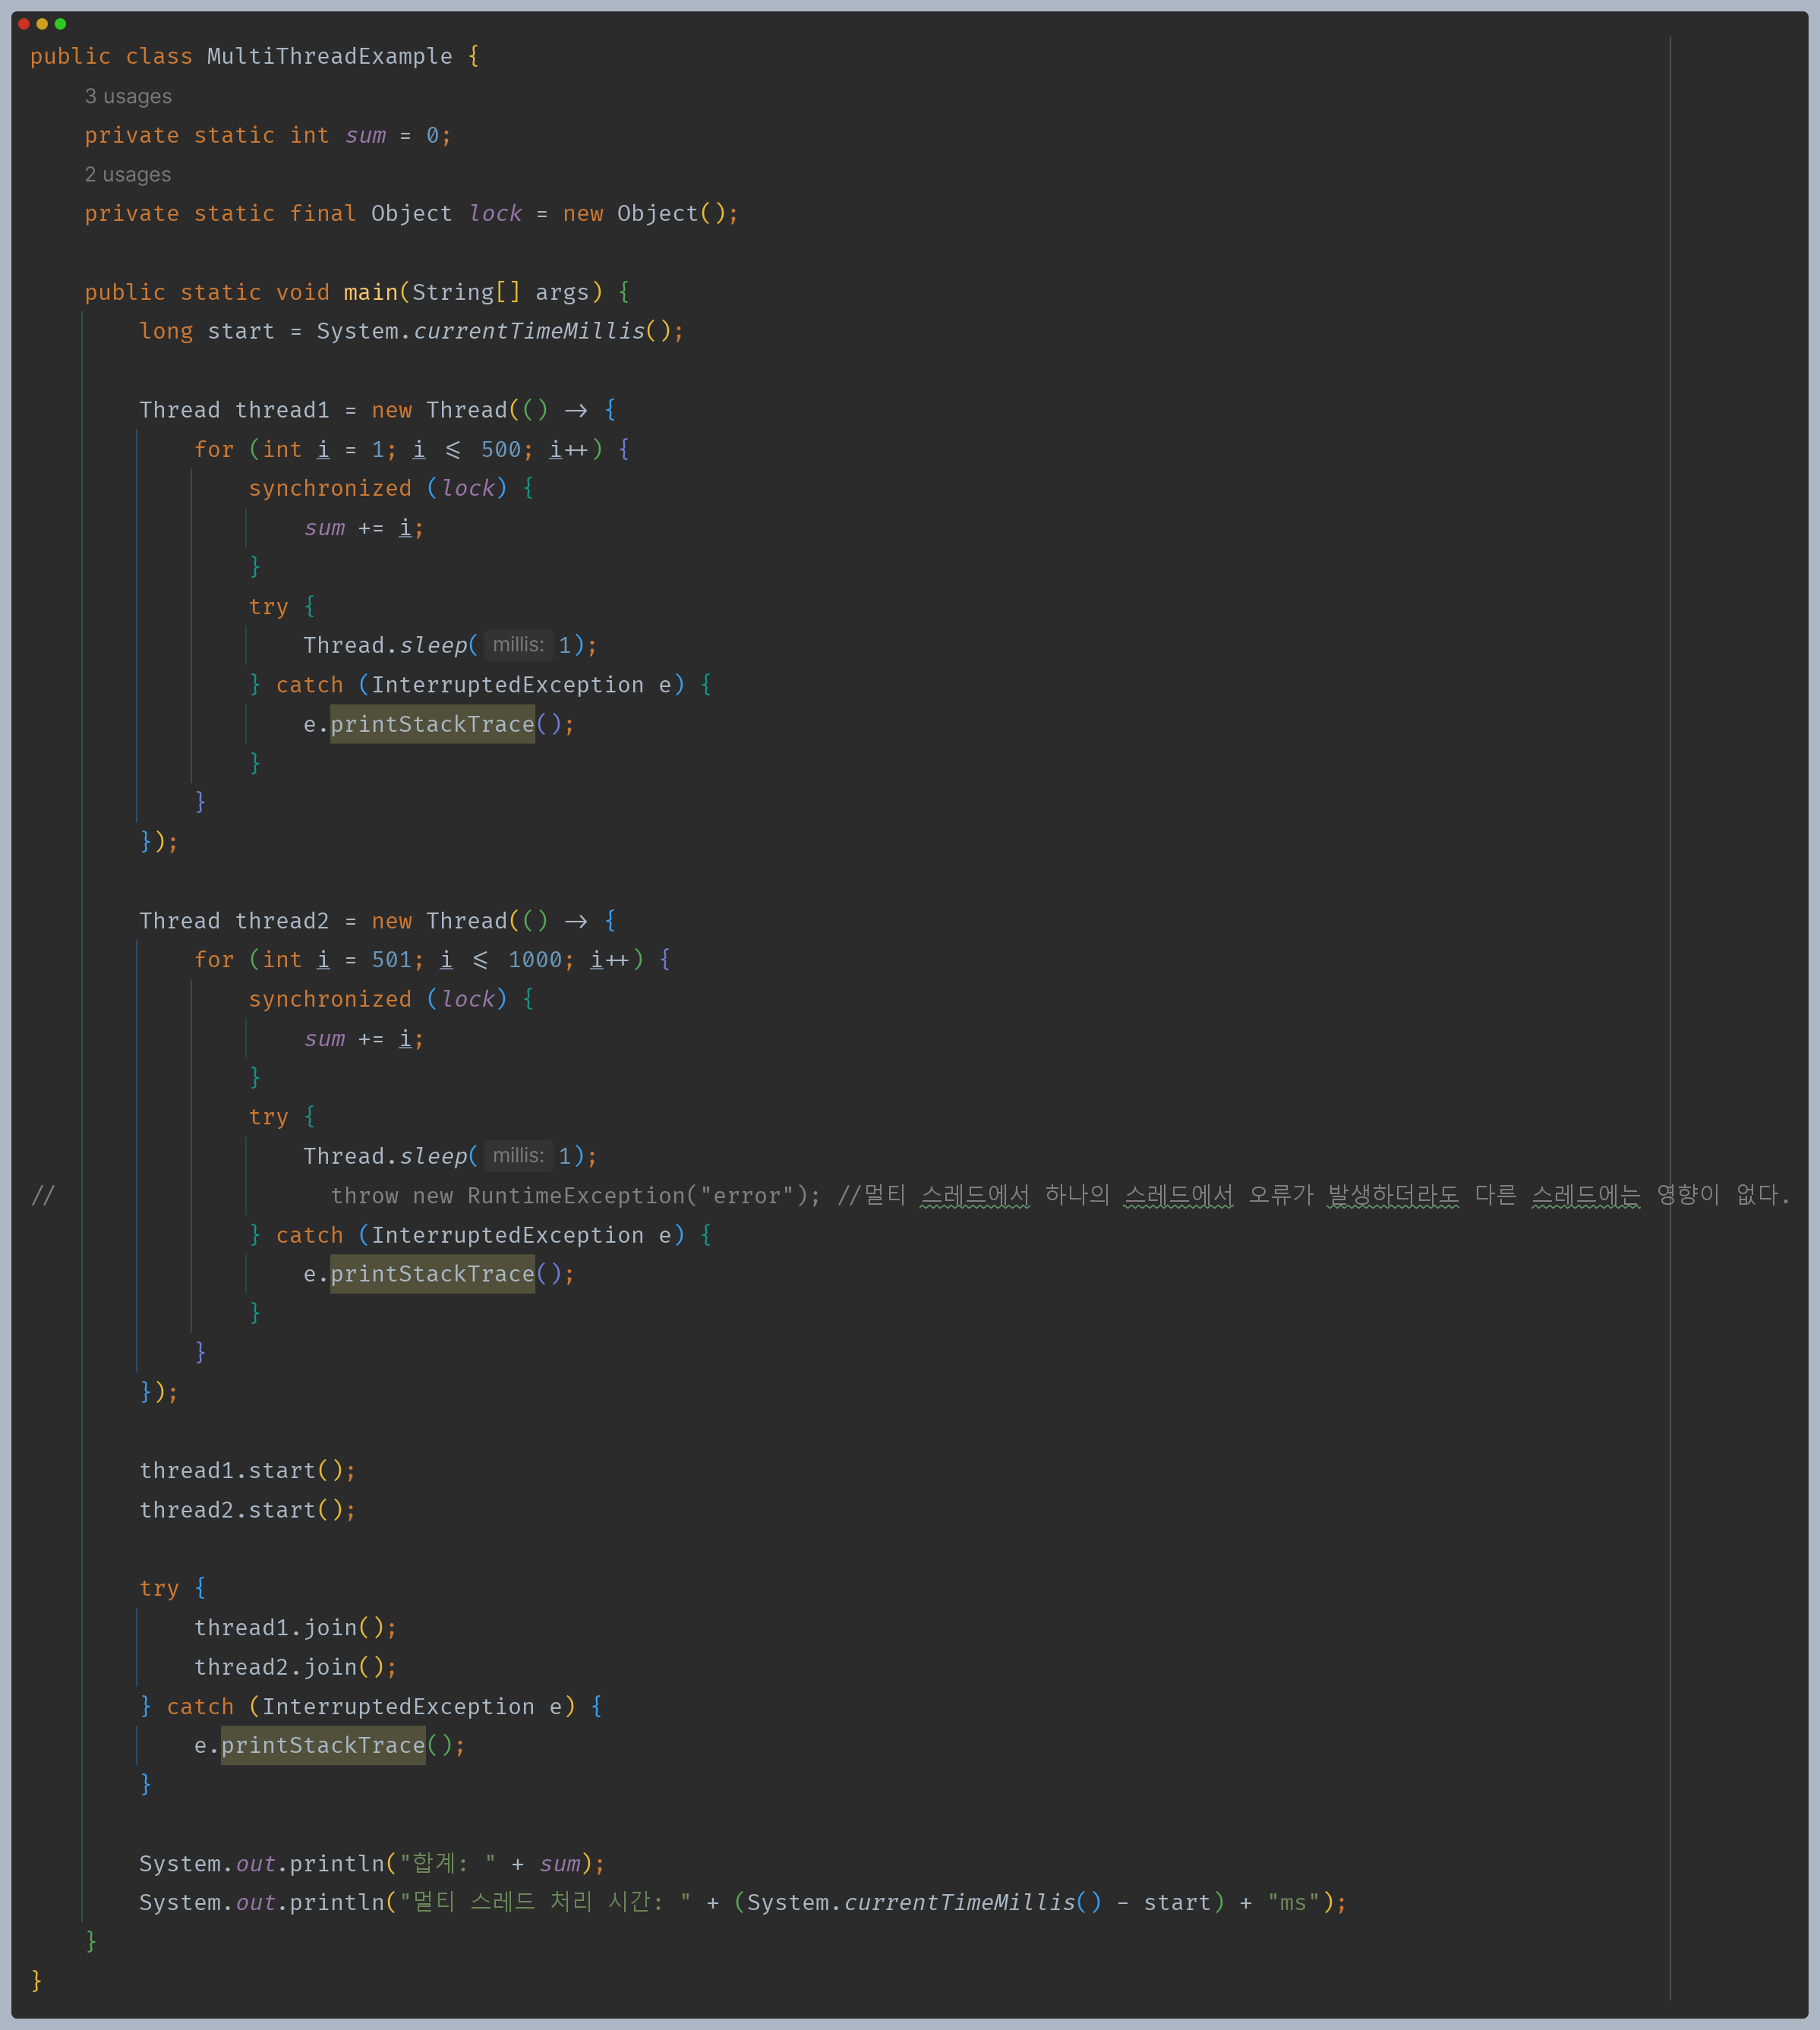 public class MultiThreadExample {
    3 usages
    private static int sum = 0;
    2 usages
    private static final Object lock = new Object();

    public static void main(String[] args) {
        long start = System.currentTimeMillis();

        Thread thread1 = new Thread(() -> {
            for (int i = 1; i <= 500; i++) {
                synchronized (lock) {
                    sum += i;
                }
                try {
                    Thread.sleep( millis: 1);
                } catch (InterruptedException e) {
                    e.printStackTrace();
                }
            }
        });

        Thread thread2 = new Thread(() -> {
            for (int i = 501; i <= 1000; i++) {
                synchronized (lock) {
                    sum += i;
                }
                try {
                    Thread.sleep( millis: 1);
//                    throw new RuntimeException("error"); //멀티 스레드에서 하나의 스레드에서 오류가 발생하더라도 다른 스레드에는 영향이 없다.
                } catch (InterruptedException e) {
                    e.printStackTrace();
                }
            }
        });

        thread1.start();
        thread2.start();

        try {
            thread1.join();
            thread2.join();
        } catch (InterruptedException e) {
            e.printStackTrace();
        }

        System.out.println("합계: " + sum);
        System.out.println("멀티 스레드 처리 시간: " + (System.currentTimeMillis() - start) + "ms");
    }
}